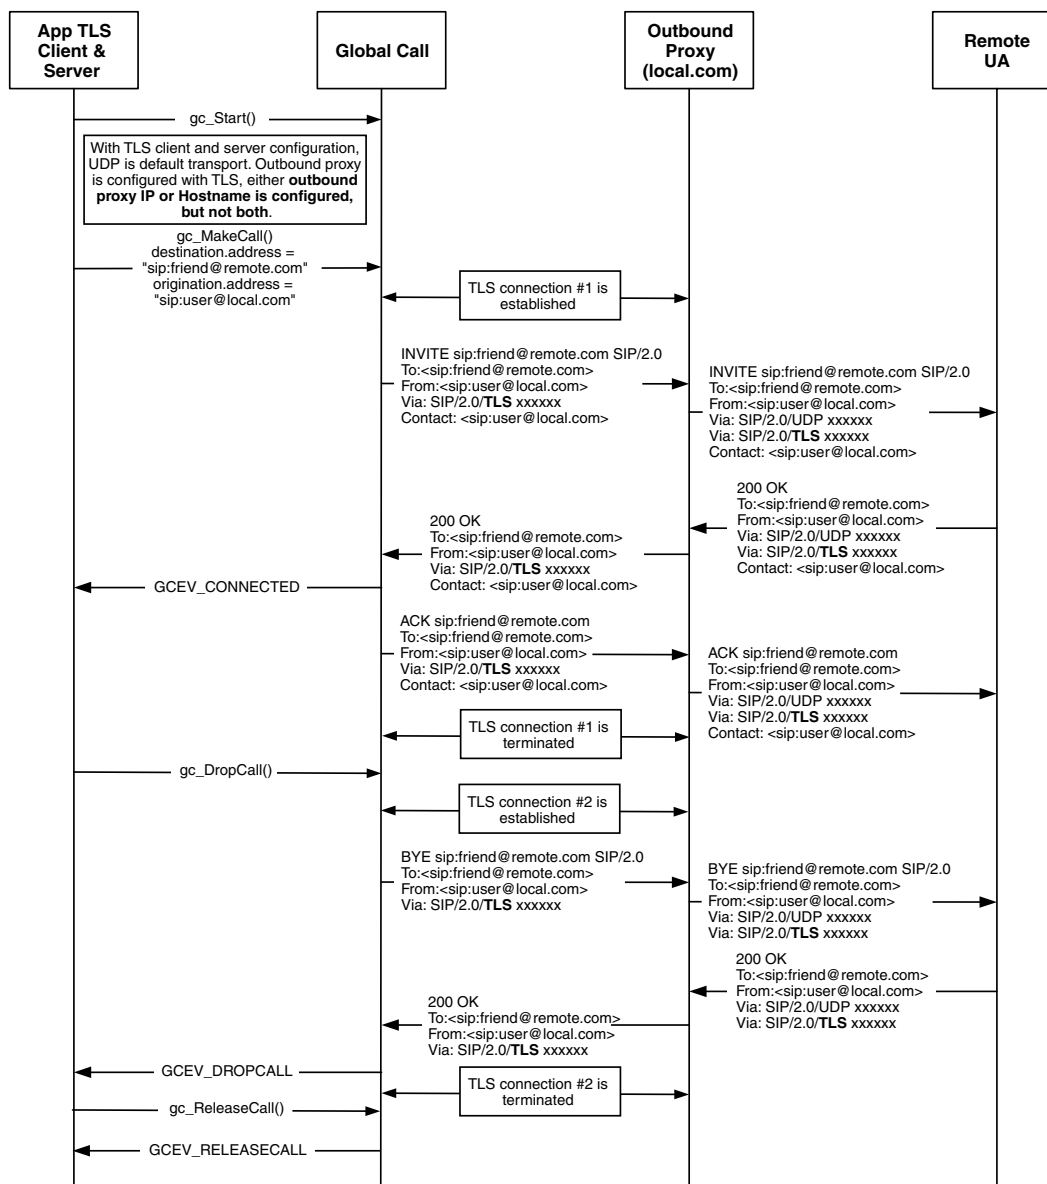 App TLS
Client &
Server
Global Call
Outbound
Proxy
(local.com)
Remote
UA
gc_Start()
With TLS client and server configuration,
UDP is default transport. Outbound proxy
is configured with TLS, either outbound
proxy IP or Hostname is configured,
but not both.
gc_MakeCall()
destination.address =
"sip:friend@remote.com"
origination.address =
"sip:user@local.com"
TLS connection #1 is
established
INVITE sip:friend@remote.com SIP/2.0
To:<sip:friend@remote.com>
From:<sip:user@local.com>
Via: SIP/2.0/TLS xxxxxx
Contact: <sip:user@local.com>
INVITE sip:friend@remote.com SIP/2.0
To:<sip:friend@remote.com>
From:<sip:user@local.com>
Via: SIP/2.0/UDP xxxxxx
Via: SIP/2.0/TLS xxxxxx
Contact: <sip:user@local.com>
200 OK
To:<sip:friend@remote.com>
From:<sip:user@local.com>
Via: SIP/2.0/UDP xxxxxx
Via: SIP/2.0/TLS xxxxxx
Contact: <sip:user@local.com>
200 OK
To:<sip:friend@remote.com>
From:<sip:user@local.com>
Via: SIP/2.0/TLS xxxxxx
Contact: <sip:user@local.com>
GCEV_CONNECTED
ACK sip:friend@remote.com
To:<sip:friend@remote.com>
From:<sip:user@local.com>
Via: SIP/2.0/TLS xxxxxx
Contact: <sip:user@local.com>
ACK sip:friend@remote.com
To:<sip:friend@remote.com>
From:<sip:user@local.com>
Via: SIP/2.0/UDP xxxxxx
Via: SIP/2.0/TLS xxxxxx
Contact: <sip:user@local.com>
TLS connection #1 is
terminated
gc_DropCall()
TLS connection #2 is
established
BYE sip:friend@remote.com SIP/2.0
To:<sip:friend@remote.com>
From:<sip:user@local.com>
Via: SIP/2.0/TLS xxxxxx
BYE sip:friend@remote.com SIP/2.0
To:<sip:friend@remote.com>
From:<sip:user@local.com>
Via: SIP/2.0/UDP xxxxxx
Via: SIP/2.0/TLS xxxxxx
200 OK
To:<sip:friend@remote.com>
From:<sip:user@local.com>
Via: SIP/2.0/UDP xxxxxx
Via: SIP/2.0/TLS xxxxxx
200 OK
To:<sip:friend@remote.com>
From:<sip:user@local.com>
Via: SIP/2.0/TLS xxxxxx
GCEV_DROPCALL
TLS connection #2 is
terminated
gc_ReleaseCall()
GCEV_RELEASECALL